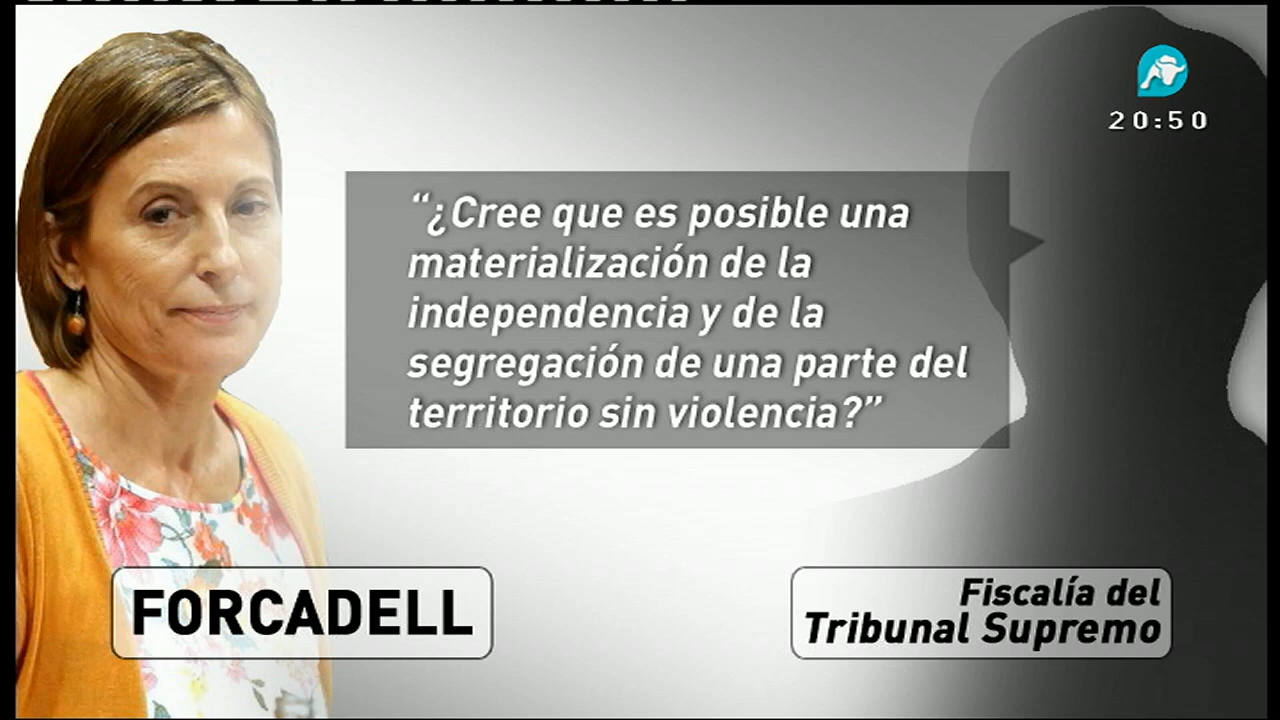 20:50
“¿Cree que es posible una
materialización de la
independencia y de la
segregación de una parte del
territorio sin violencia?”
FORCADELL
Fiscalía del
Tribunal Supremo